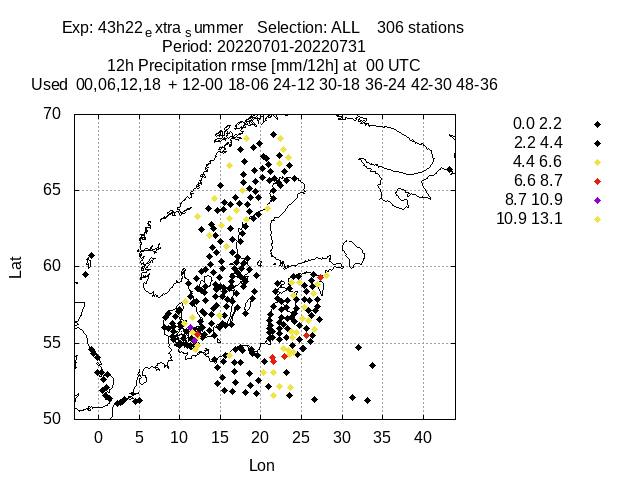 Exp: 43h22 e xtra s ummer   Selection: ALL    306 stations
Period: 20220701-20220731
12h Precipitation rmse [mm/12h] at  00 UTC
Used  00,06,12,18  + 12-00 18-06 24-12 30-18 36-24 42-30 48-36
70
65
60
55
50
Lat
0 5 10 15 20 25 30 35 40
Lon
0.0 2.2
2.2 4.4
4.4 6.6
6.6 8.7
8.7 10.9
10.9 13.1